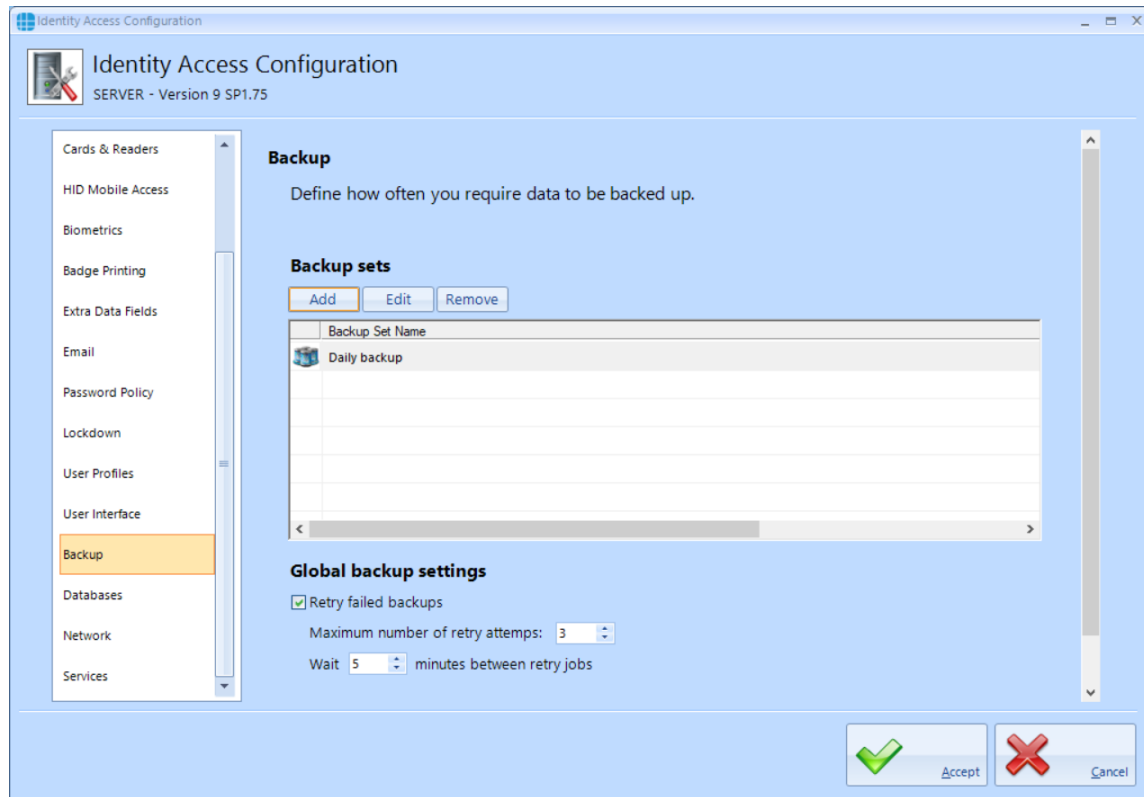 Identity Access Configuration
Identity Access Configuration
SERVER - Version 9 SP1.75
Cards & Readers
HID Mobile Access
Biometrics
Badge Printing
Extra Data Fields
Email
Password Policy
Lockdown
User Profiles
User Interface
Backup
Databases
Network
Services
Backup
Define how often you require data to be backed up.
Backup sets
Add Edit Remove
Backup Set Name
Daily backup
Global backup settings
Retry failed backups
Maximum number of retry attemps: 3
Wait 5 minutes between retry jobs
Accept Cancel